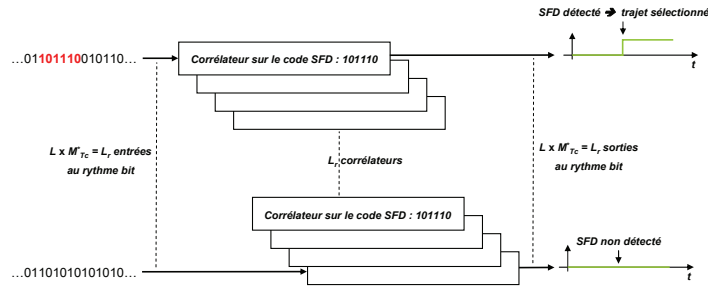 SFD détecté ➔ trajet sélectionné
...01101110010110...
Corrélateur sur le code SFD : 101110
t
L x M*Tc = Lr entrées
au rythme bit
Lr corrélateurs
L x M*Tc = Lr sorties
au rythme bit
Corrélateur sur le code SFD : 101110
SFD non détecté
...01101010101010...
t